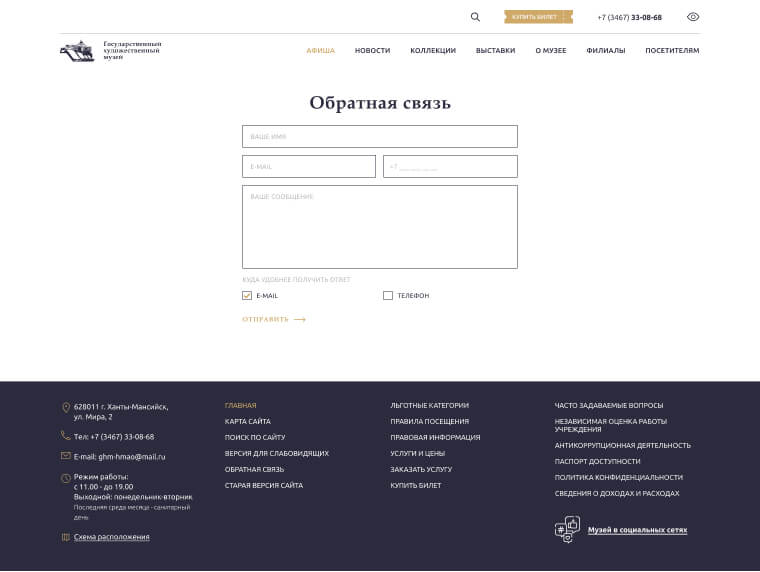 КУПИТЬ БИЛЕТ
+7 (3467) 33-08-68
Государственный
художественный
музей
АФИША
НОВОСТИ
КОЛЛЕКЦИИ
ВЫСТАВКИ
О МУЗЕЕ
ФИЛИАЛЫ
ПОСЕТИТЕЛЯМ
Обратная связь
ВАШЕ ИМЯ
E-MAIL
+7 ___ ___ __ __
ВАШЕ СООБЩЕНИЕ
КУДА УДОБНЕЕ ПОЛУЧИТЬ ОТВЕТ
E-MAIL
ТЕЛЕФОН
ОТПРАВИТЬ
628011 г. Ханты-Мансийск,
ул. Мира, 2
Тел: +7 (3467) 33-08-68
E-mail: ghm-hmao@mail.ru
Режим работы:
с 11.00 - до 19.00
Выходной: понедельник-вторник
Последняя среда месяца - санитарный
день
Схема расположения
ГЛАВНАЯ
КАРТА САЙТА
ПОИСК ПО САЙТУ
ВЕРСИЯ ДЛЯ СЛАБОВИДЯЩИХ
ОБРАТНАЯ СВЯЗЬ
СТАРАЯ ВЕРСИЯ САЙТА
ЛЬГОТНЫЕ КАТЕГОРИИ
ПРАВИЛА ПОСЕЩЕНИЯ
ПРАВОВАЯ ИНФОРМАЦИЯ
УСЛУГИ И ЦЕНЫ
ЗАКАЗАТЬ УСЛУГУ
КУПИТЬ БИЛЕТ
ЧАСТО ЗАДАВАЕМЫЕ ВОПРОСЫ
НЕЗАВИСИМАЯ ОЦЕНКА РАБОТЫ
УЧРЕЖДЕНИЯ
АНТИКОРРУПЦИОННАЯ ДЕЯТЕЛЬНОСТЬ
ПАСПОРТ ДОСТУПНОСТИ
ПОЛИТИКА КОНФИДЕНЦИАЛЬНОСТИ
СВЕДЕНИЯ О ДОХОДАХ И РАСХОДАХ
Музей в социальных сетях